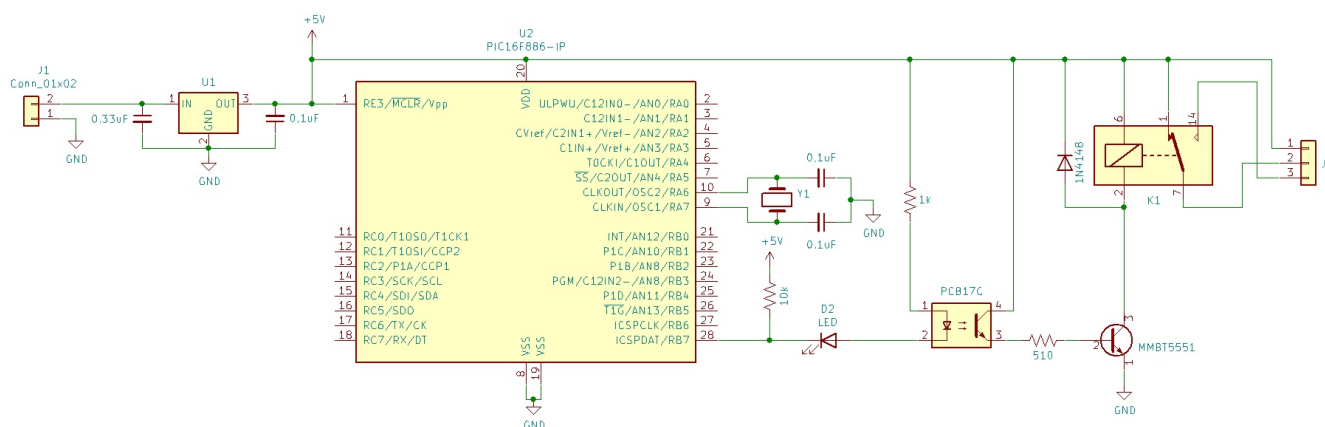 +5V
U2
PIC16F886-IP
J1
Conn_01x02
2
1
GND
0.33uF
U1
1 IN OUT 3
GND
2
GND
0.1uF
20
VDD
1 RE3/MCLR/Vpp
ULPWU/C12IN0-/AN0/RA0 2
C12IN1-/AN1/RA1 3
CVref/C2IN1+/Vref-/AN2/RA2 4
C1IN+/Vref+/AN3/RA3 5
T0CKI/C1OUT/RA4 6
SS/C2OUT/AN4/RA5 7
CLKOUT/OSC2/RA6 10
CLKIN/OSC1/RA7 9
11 RC0/T1OSO/T1CK1
12 RC1/T1OSI/CCP2
13 RC2/P1A/CCP1
14 RC3/SCK/SCL
15 RC4/SDI/SDA
16 RC5/SDO
17 RC6/TX/CK
18 RC7/RX/DT
INT/AN12/RB0 21
P1C/AN10/RB1 22
P1B/AN8/RB2 23
PGM/C12IN2-/AN8/RB3 24
P1D/AN11/RB4 25
T1G/AN13/RB5 26
ICSPCLK/RB6 27
ICSPDAT/RB7 28
VSS
VSS
8
19
GND
0.1uF
Y1
0.1uF
GND
+5V
10k
D2
LED
1k
PCB17C
1
2
4
3
510
1N4148
6
1
14
2
7
K1
1
2
3
J
3
2
1
MMBT5551
GND